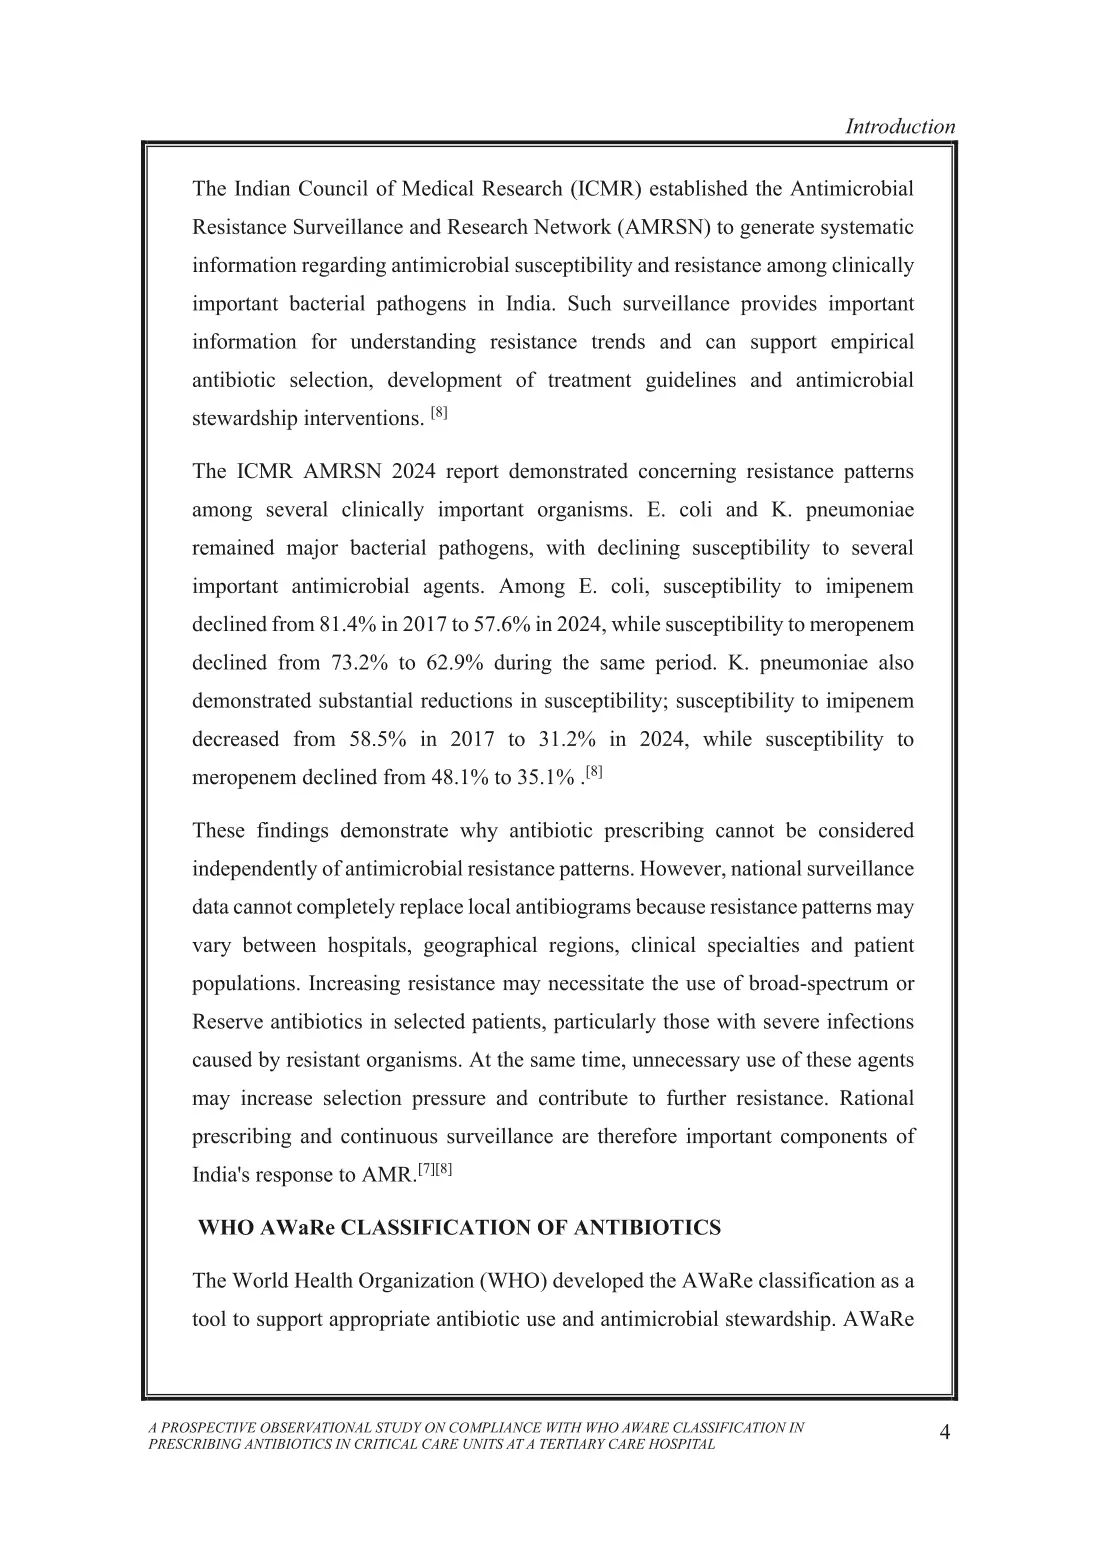 Introduction
The Indian Council of Medical Research (ICMR) established the Antimicrobial
Resistance Surveillance and Research Network (AMRSN) to generate systematic
information regarding antimicrobial susceptibility and resistance among clinically
important bacterial pathogens in India. Such surveillance provides important
information for understanding resistance trends and can support empirical
antibiotic selection, development of treatment guidelines and antimicrobial
stewardship interventions. [8]
The ICMR AMRSN 2024 report demonstrated concerning resistance patterns
among several clinically important organisms. E. coli and K. pneumoniae
remained major bacterial pathogens, with declining susceptibility to several
important antimicrobial agents. Among E. coli, susceptibility to imipenem
declined from 81.4% in 2017 to 57.6% in 2024, while susceptibility to meropenem
declined from 73.2% to 62.9% during the same period. K. pneumoniae also
demonstrated substantial reductions in susceptibility; susceptibility to imipenem
decreased from 58.5% in 2017 to 31.2% in 2024, while susceptibility to
meropenem declined from 48.1% to 35.1% .[8]
These findings demonstrate why antibiotic prescribing cannot be considered
independently of antimicrobial resistance patterns. However, national surveillance
data cannot completely replace local antibiograms because resistance patterns may
vary between hospitals, geographical regions, clinical specialties and patient
populations. Increasing resistance may necessitate the use of broad-spectrum or
Reserve antibiotics in selected patients, particularly those with severe infections
caused by resistant organisms. At the same time, unnecessary use of these agents
may increase selection pressure and contribute to further resistance. Rational
prescribing and continuous surveillance are therefore important components of
India's response to AMR.[7][8]
WHO AWaRe CLASSIFICATION OF ANTIBIOTICS
The World Health Organization (WHO) developed the AWaRe classification as a
tool to support appropriate antibiotic use and antimicrobial stewardship. AWaRe
A PROSPECTIVE OBSERVATIONAL STUDY ON COMPLIANCE WITH WHO AWARE CLASSIFICATION IN
PRESCRIBING ANTIBIOTICS IN CRITICAL CARE UNITS AT A TERTIARY CARE HOSPITAL
4